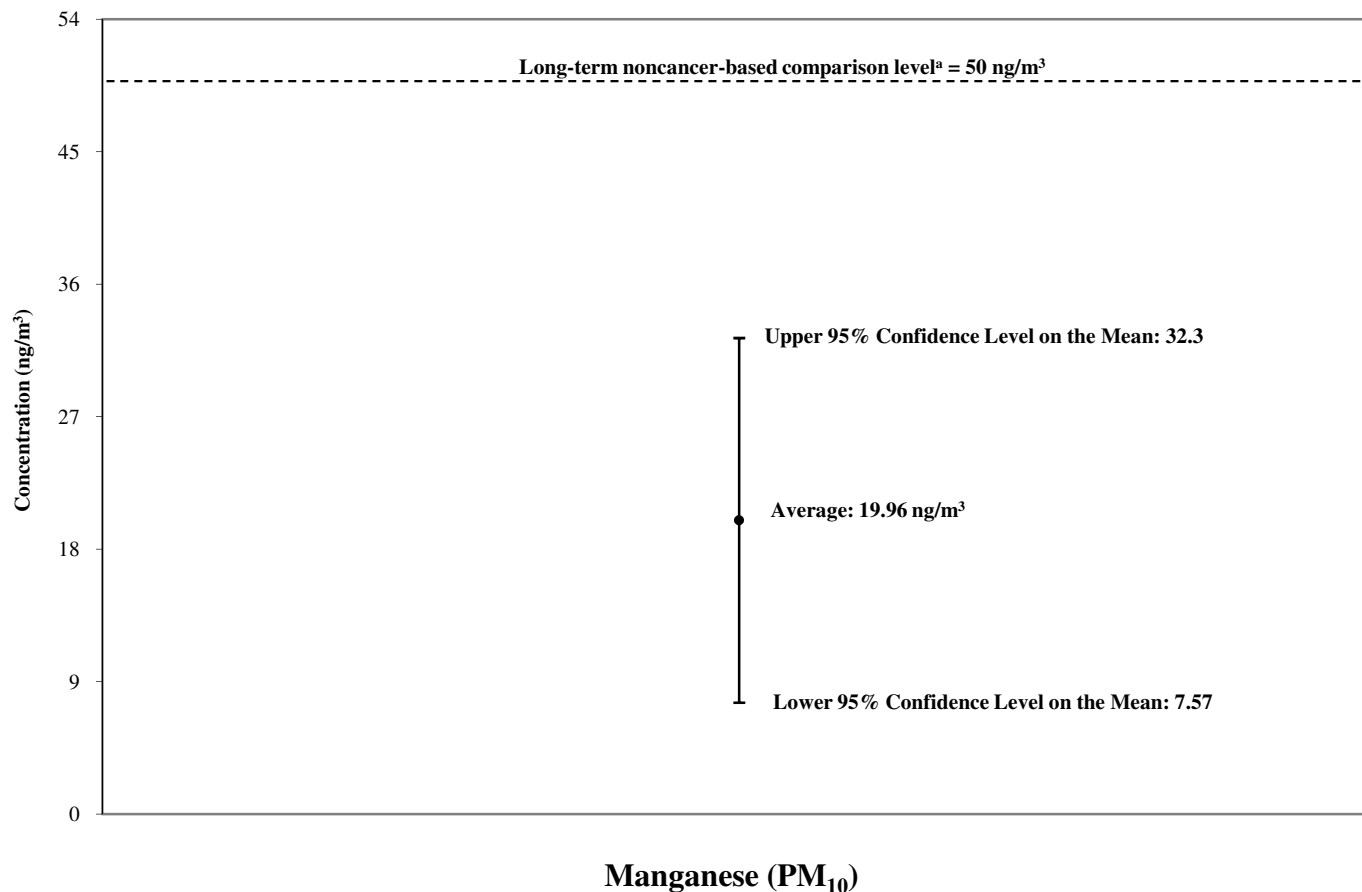 54
Long-term noncancer-based comparison levelᵃ = 50 ng/m³
45
36
Upper 95% Confidence Level on the Mean: 32.3
Concentration (ng/m³)
27
Average: 19.96 ng/m³
18
9
Lower 95% Confidence Level on the Mean: 7.57
0
Manganese (PM₁₀)